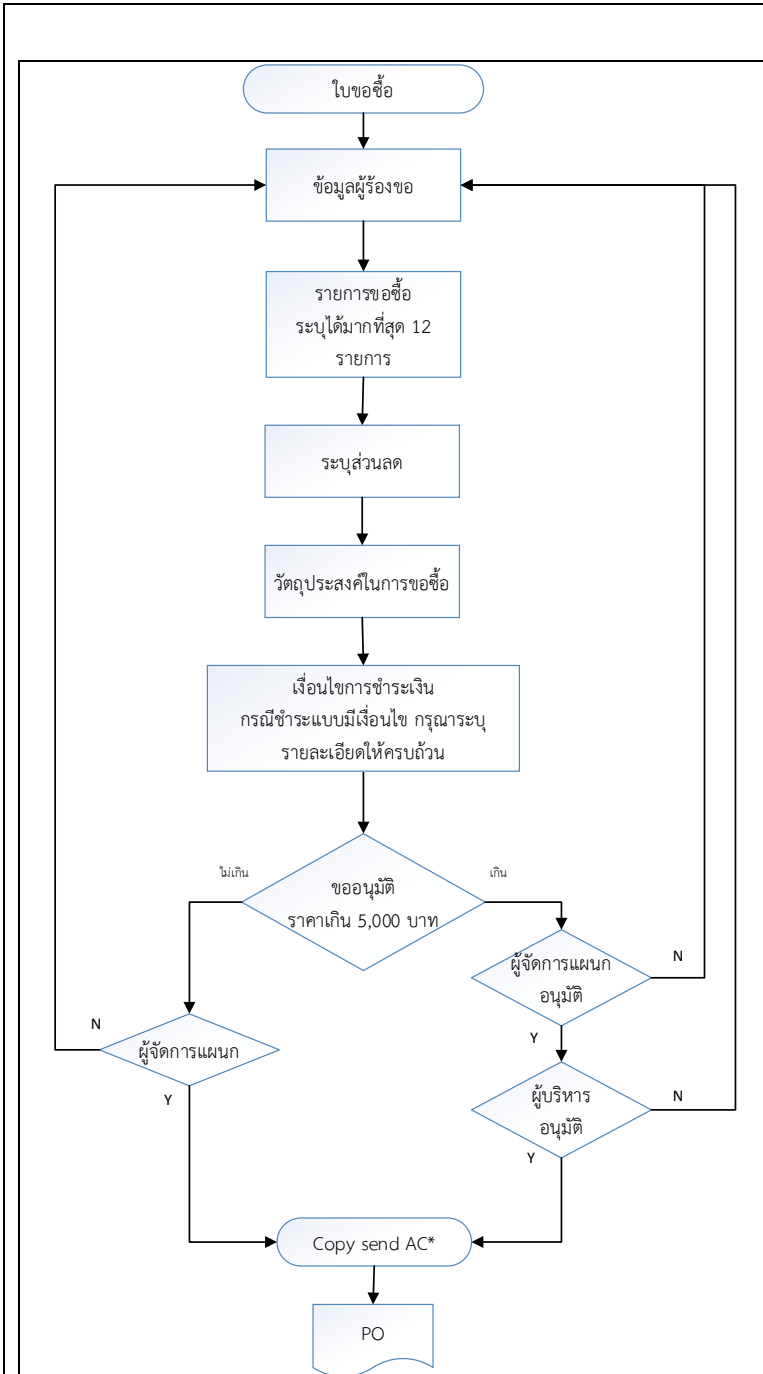 ใบขอซื้อ
ข้อมูลผู้ร้องขอ
รายการขอซื้อ
ระบุได้มากที่สุด 12
รายการ
ระบุส่วนลด
วัตถุประสงค์ในการขอซื้อ
เงื่อนไขการชำระเงิน
กรณีชำระแบบมีเงื่อนไข กรุณาระบุ
รายละเอียดให้ครบถ้วน
ไม่เกิน
เกิน
ขออนุมัติ
ราคาเกิน 5,000 บาท
ผู้จัดการแผนก
อนุมัติ
N
Y
N
ผู้จัดการแผนก
Y
ผู้บริหาร
อนุมัติ
N
Y
Copy send AC*
PO